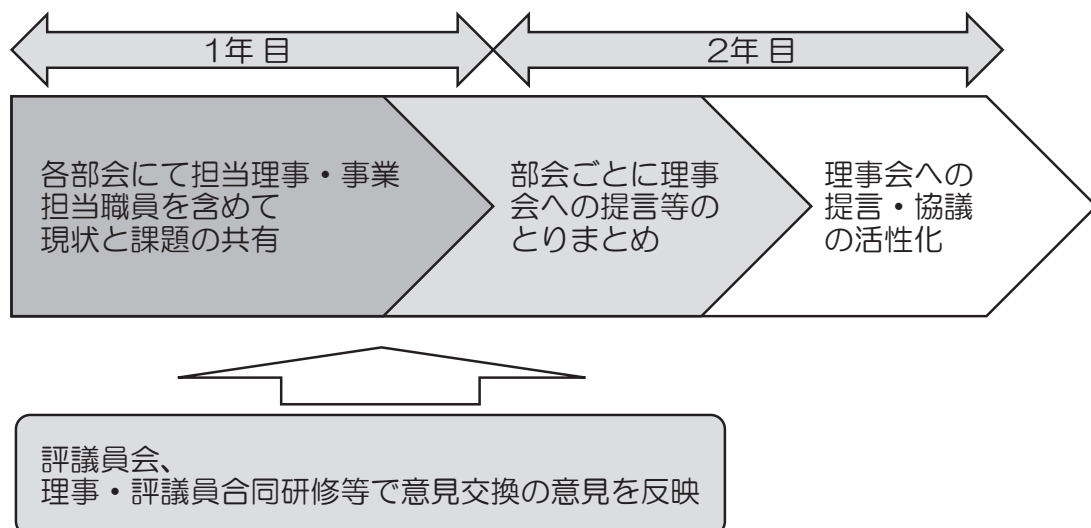 1年目
2年目
各部会にて担当理事・事業
担当職員を含めて
現状と課題の共有
部会ごとに理事
会への提言等の
とりまとめ
理事会への
提言・協議
の活性化
評議員会、
理事・評議員合同研修等で意見交換の意見を反映